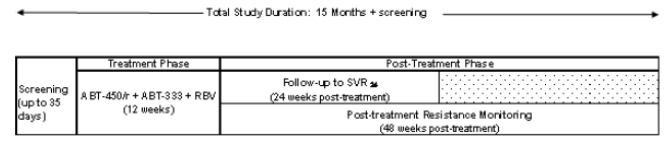 Total Study Duration: 15 Months + screening
Treatment Phase
Post-Treatment Phase
Screening
(up to 35
days)
ABT-450/r + ABT-333 + RBV
(12 weeks)
Follow-up to SVR 24
(24 weeks post-treatment)
Post-treatment Resistance Monitoring
(48 weeks post-treatment)